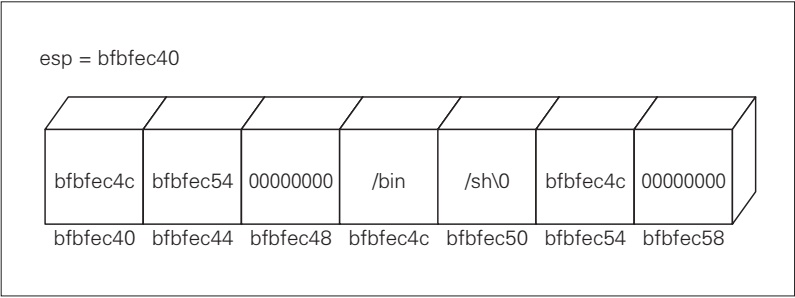 esp = bfbfec40
bfbfec4c bfbfec54 00000000 /bin /sh\0 bfbfec4c 00000000
bfbfec40 bfbfec44 bfbfec48 bfbfec4c bfbfec50 bfbfec54 bfbfec58